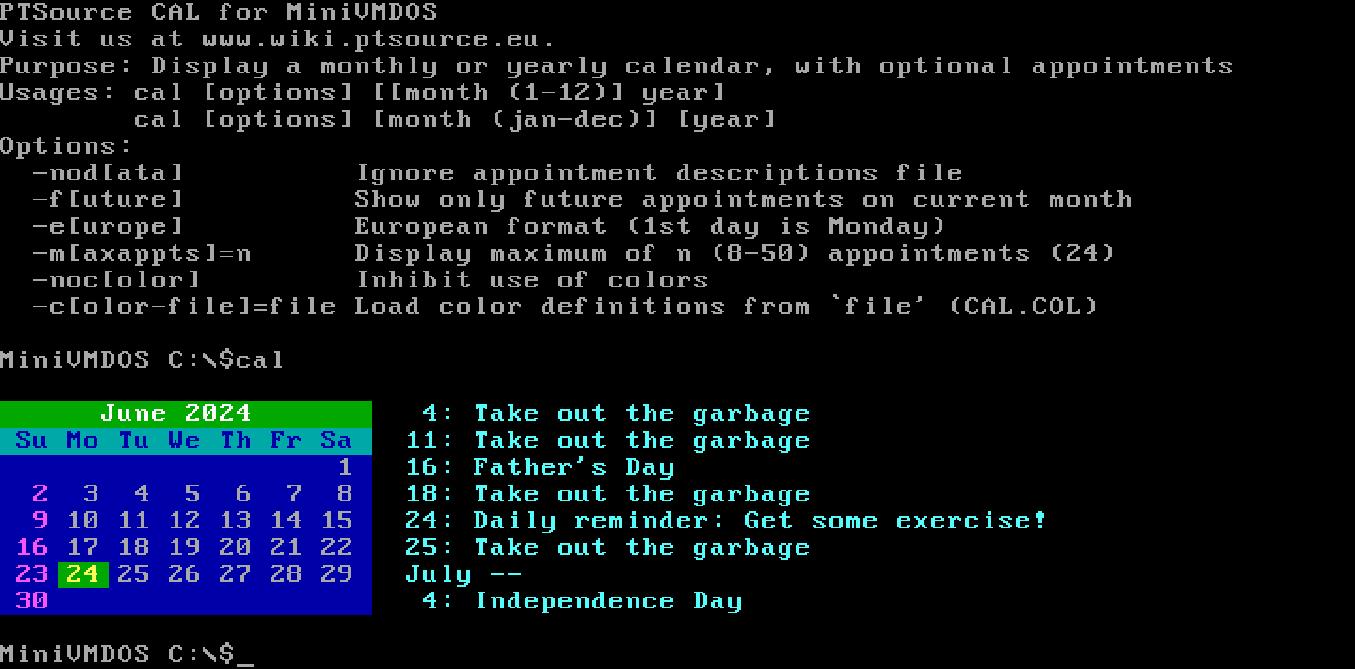 PTSource CAL for MiniVMDOS
Visit us at www.wiki.ptsource.eu.
Purpose: Display a monthly or yearly calendar, with optional appointments
Usages: cal [options] [[month (1-12)] year]
        cal [options] [month (jan-dec)] [year]
Options:
  -nod[ata]          Ignore appointment descriptions file
  -f[uture]          Show only future appointments on current month
  -e[urope]          European format (1st day is Monday)
  -m[axappts]=n      Display maximum of n (8-50) appointments (24)
  -noc[olor]         Inhibit use of colors
  -c[olor-file]=file Load color definitions from `file' (CAL.COL)
MiniVMDOS C:\$cal
      June 2024          4: Take out the garbage
 Su Mo Tu We Th Fr Sa   11: Take out the garbage
                    1   16: Father's Day
  2  3  4  5  6  7  8   18: Take out the garbage
  9 10 11 12 13 14 15   24: Daily reminder: Get some exercise!
 16 17 18 19 20 21 22   25: Take out the garbage
 23 24 25 26 27 28 29   July --
 30                      4: Independence Day
MiniVMDOS C:\$_